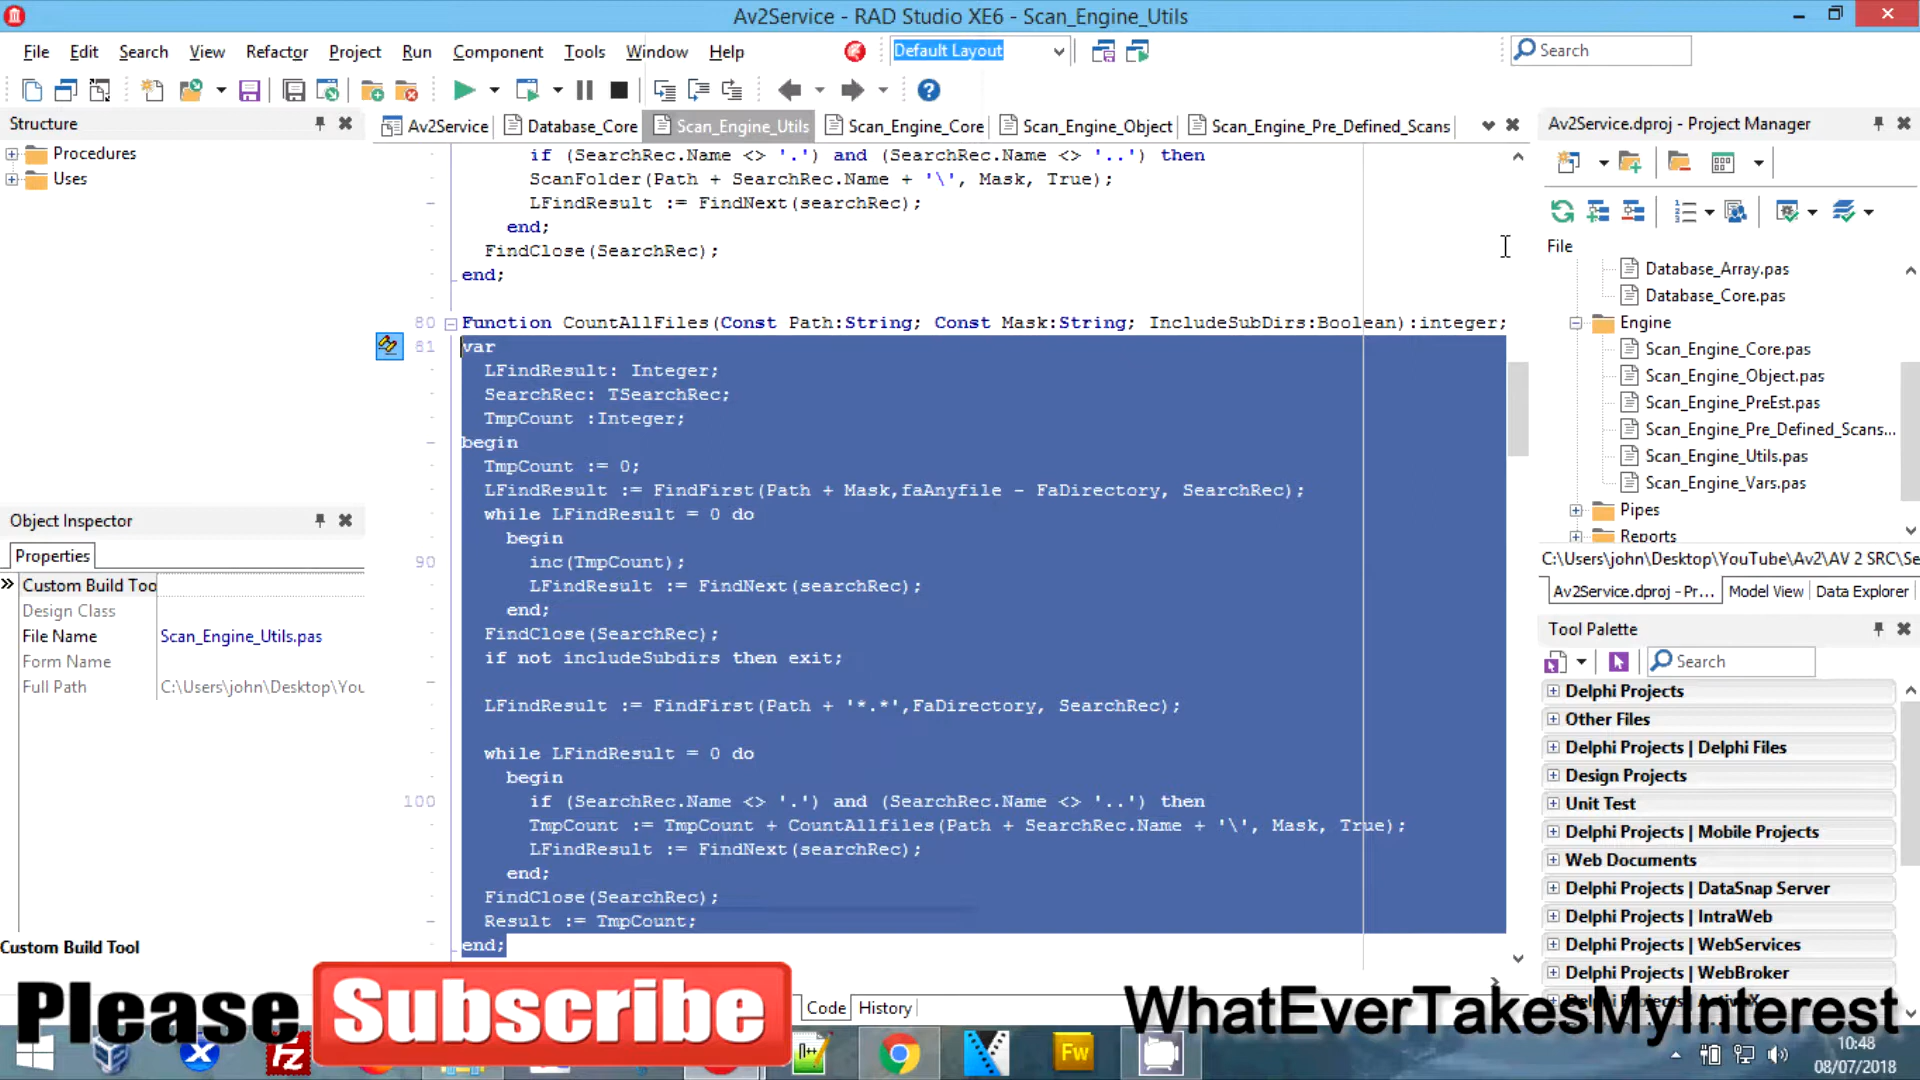 Av2Service - RAD Studio XE6 - Scan_Engine_Utils
File Edit Search View Refactor Project Run Component Tools Window Help
Default Layout
Search
Structure
Procedures
Uses
Av2Service Database_Core Scan_Engine_Utils Scan_Engine_Core Scan_Engine_Object Scan_Engine_Pre_Defined_Scans
if (SearchRec.Name <> '.') and (SearchRec.Name <> '..') then
ScanFolder(Path + SearchRec.Name + '\', Mask, True);
LFindResult := FindNext(searchRec);
end;
FindClose(SearchRec);
end;
80 Function CountAllFiles(Const Path:String; Const Mask:String; IncludeSubDirs:Boolean):integer;
81 var
LFindResult: Integer;
SearchRec: TSearchRec;
TmpCount :Integer;
begin
TmpCount := 0;
LFindResult := FindFirst(Path + Mask,faAnyfile - FaDirectory, SearchRec);
while LFindResult = 0 do
begin
90 inc(TmpCount);
LFindResult := FindNext(searchRec);
end;
FindClose(SearchRec);
if not includeSubdirs then exit;
LFindResult := FindFirst(Path + '*.*',FaDirectory, SearchRec);
while LFindResult = 0 do
begin
100 if (SearchRec.Name <> '.') and (SearchRec.Name <> '..') then
TmpCount := TmpCount + CountAllfiles(Path + SearchRec.Name + '\', Mask, True);
LFindResult := FindNext(searchRec);
end;
FindClose(SearchRec);
Result := TmpCount;
end;
Code History
Object Inspector
Properties
Custom Build Too
Design Class
File Name Scan_Engine_Utils.pas
Form Name
Full Path C:\Users\john\Desktop\You
Custom Build Tool
Av2Service.dproj - Project Manager
File
Database_Array.pas
Database_Core.pas
Engine
Scan_Engine_Core.pas
Scan_Engine_Object.pas
Scan_Engine_PreEst.pas
Scan_Engine_Pre_Defined_Scans...
Scan_Engine_Utils.pas
Scan_Engine_Vars.pas
Pipes
Reports
C:\Users\john\Desktop\YouTube\Av2\AV 2 SRC\Se
Av2Service.dproj - Pr... Model View Data Explorer
Tool Palette
Search
Delphi Projects
Other Files
Delphi Projects | Delphi Files
Design Projects
Unit Test
Delphi Projects | Mobile Projects
Web Documents
Delphi Projects | DataSnap Server
Delphi Projects | IntraWeb
Delphi Projects | WebServices
Delphi Projects | WebBroker
Delphi Projects | ActiveX
Please Subscribe
WhatEverTakesMyInterest
Fz
Fw
10:48
08/07/2018